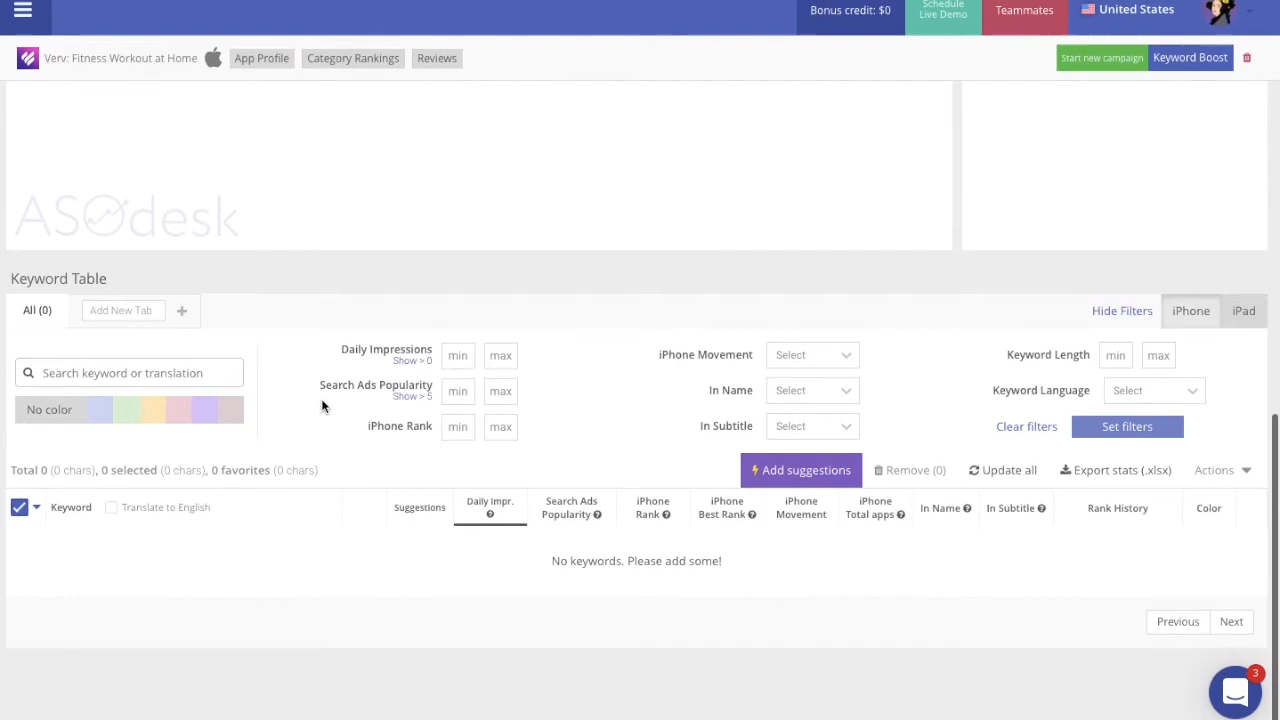 Bonus credit: $0
Schedule
Live Demo
Teammates
United States
Verv: Fitness Workout at Home
App Profile
Category Rankings
Reviews
Start new campaign
Keyword Boost
ASOdesk
Keyword Table
All (0)
Add New Tab
+
Hide Filters
iPhone
iPad
Search keyword or translation
No color
Daily Impressions
Show > 0
min
max
Search Ads Popularity
Show > 5
min
max
iPhone Rank
min
max
iPhone Movement
Select
In Name
Select
In Subtitle
Select
Keyword Length
min
max
Keyword Language
Select
Clear filters
Set filters
Total 0 (0 chars), 0 selected (0 chars), 0 favorites (0 chars)
Add suggestions
Remove (0)
Update all
Export stats (.xlsx)
Actions
Keyword
Translate to English
Suggestions
Daily Impr.
?
Search Ads
Popularity ?
iPhone
Rank ?
iPhone
Best Rank ?
iPhone
Movement
iPhone
Total apps ?
In Name ?
In Subtitle ?
Rank History
Color
No keywords. Please add some!
Previous
Next
3